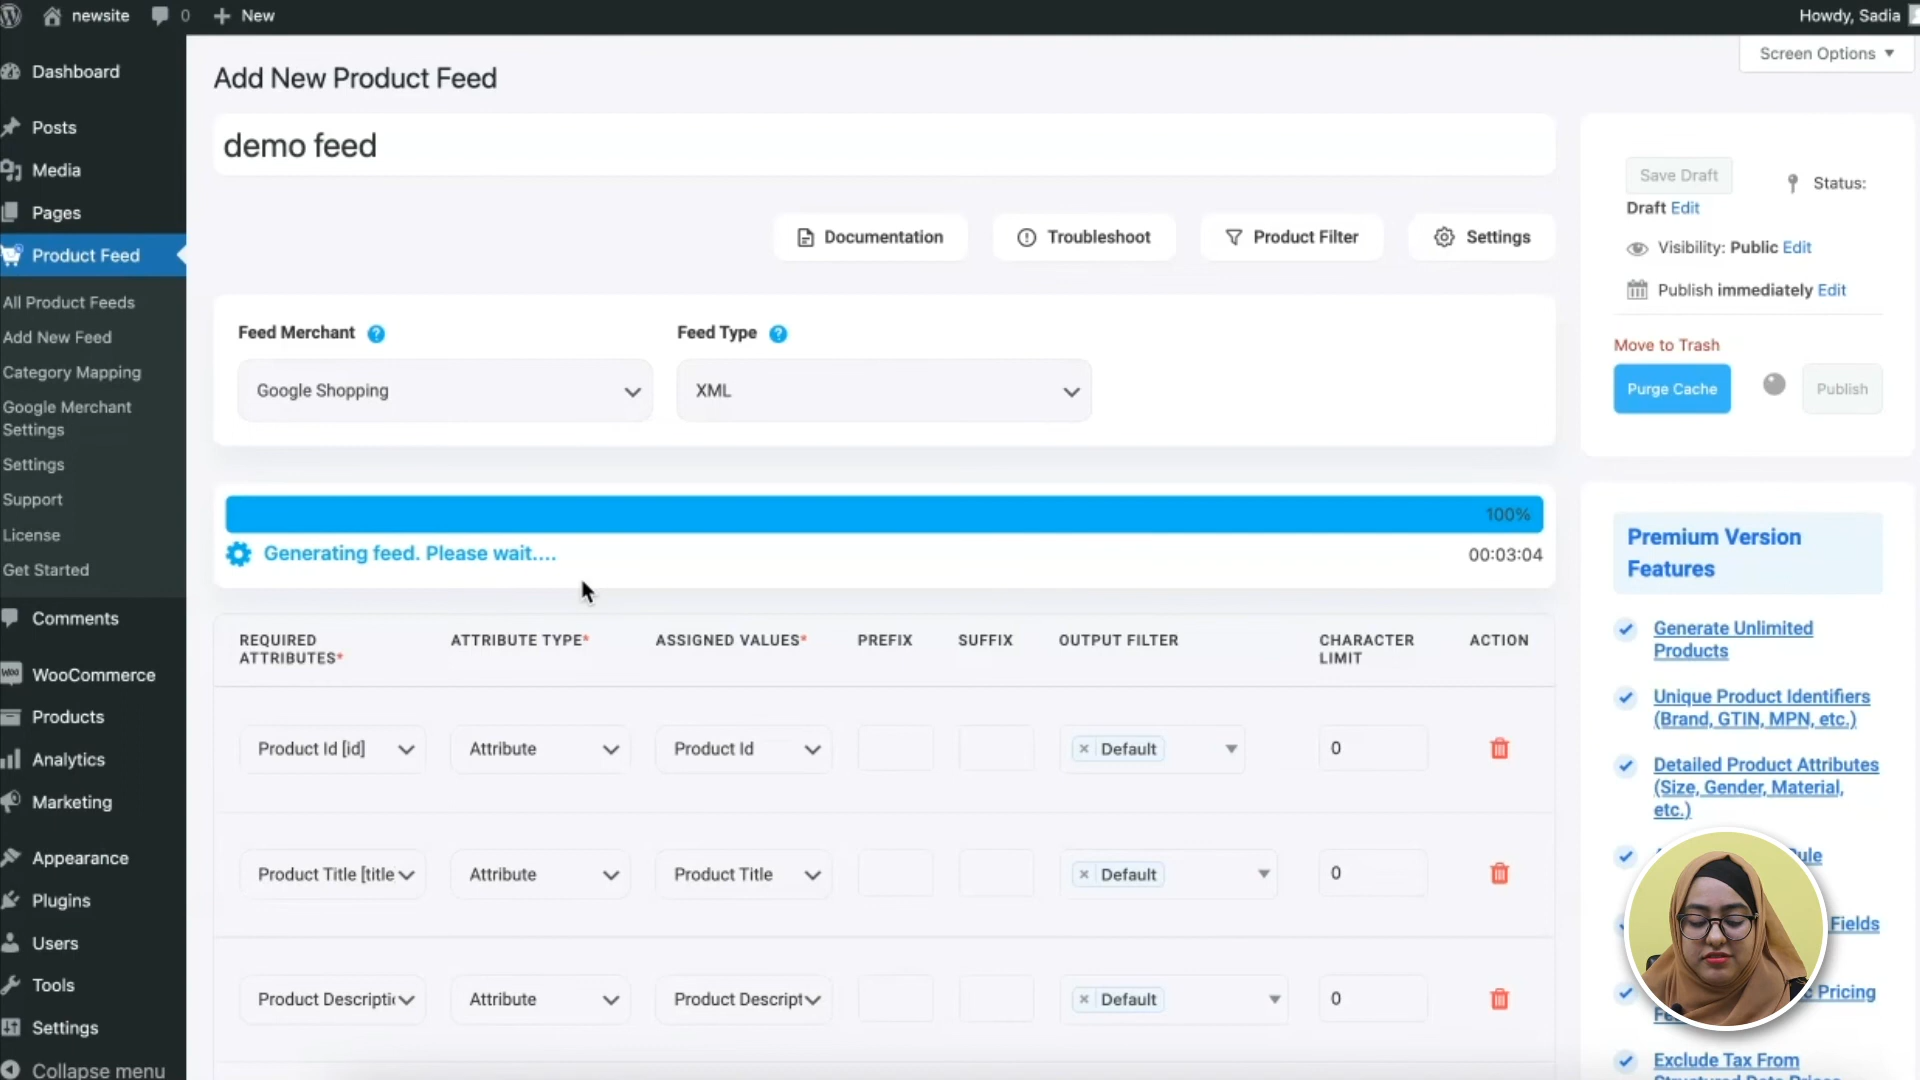 newsite
0
New
Howdy, Sadia
Screen Options
Dashboard
Posts
Media
Pages
Product Feed
All Product Feeds
Add New Feed
Category Mapping
Google Merchant
Settings
Settings
Support
License
Get Started
Comments
WooCommerce
Products
Analytics
Marketing
Appearance
Plugins
Users
Tools
Settings
Collapse menu
Add New Product Feed
demo feed
Documentation
Troubleshoot
Product Filter
Settings
Feed Merchant ?
Feed Type ?
Google Shopping
XML
100%
Generating feed. Please wait....
00:03:04
REQUIRED
ATTRIBUTES*
ATTRIBUTE TYPE*
ASSIGNED VALUES*
PREFIX
SUFFIX
OUTPUT FILTER
CHARACTER
LIMIT
ACTION
Product Id [id]
Attribute
Product Id
× Default
0
Product Title [title
Attribute
Product Title
× Default
0
Product Descripti
Attribute
Product Descript
× Default
0
Save Draft
Status:
Draft Edit
Visibility: Public Edit
Publish immediately Edit
Move to Trash
Purge Cache
Publish
Premium Version
Features
Generate Unlimited
Products
Unique Product Identifiers
(Brand, GTIN, MPN, etc.)
Detailed Product Attributes
(Size, Gender, Material,
etc.)
Fields
Pricing
Exclude Tax From